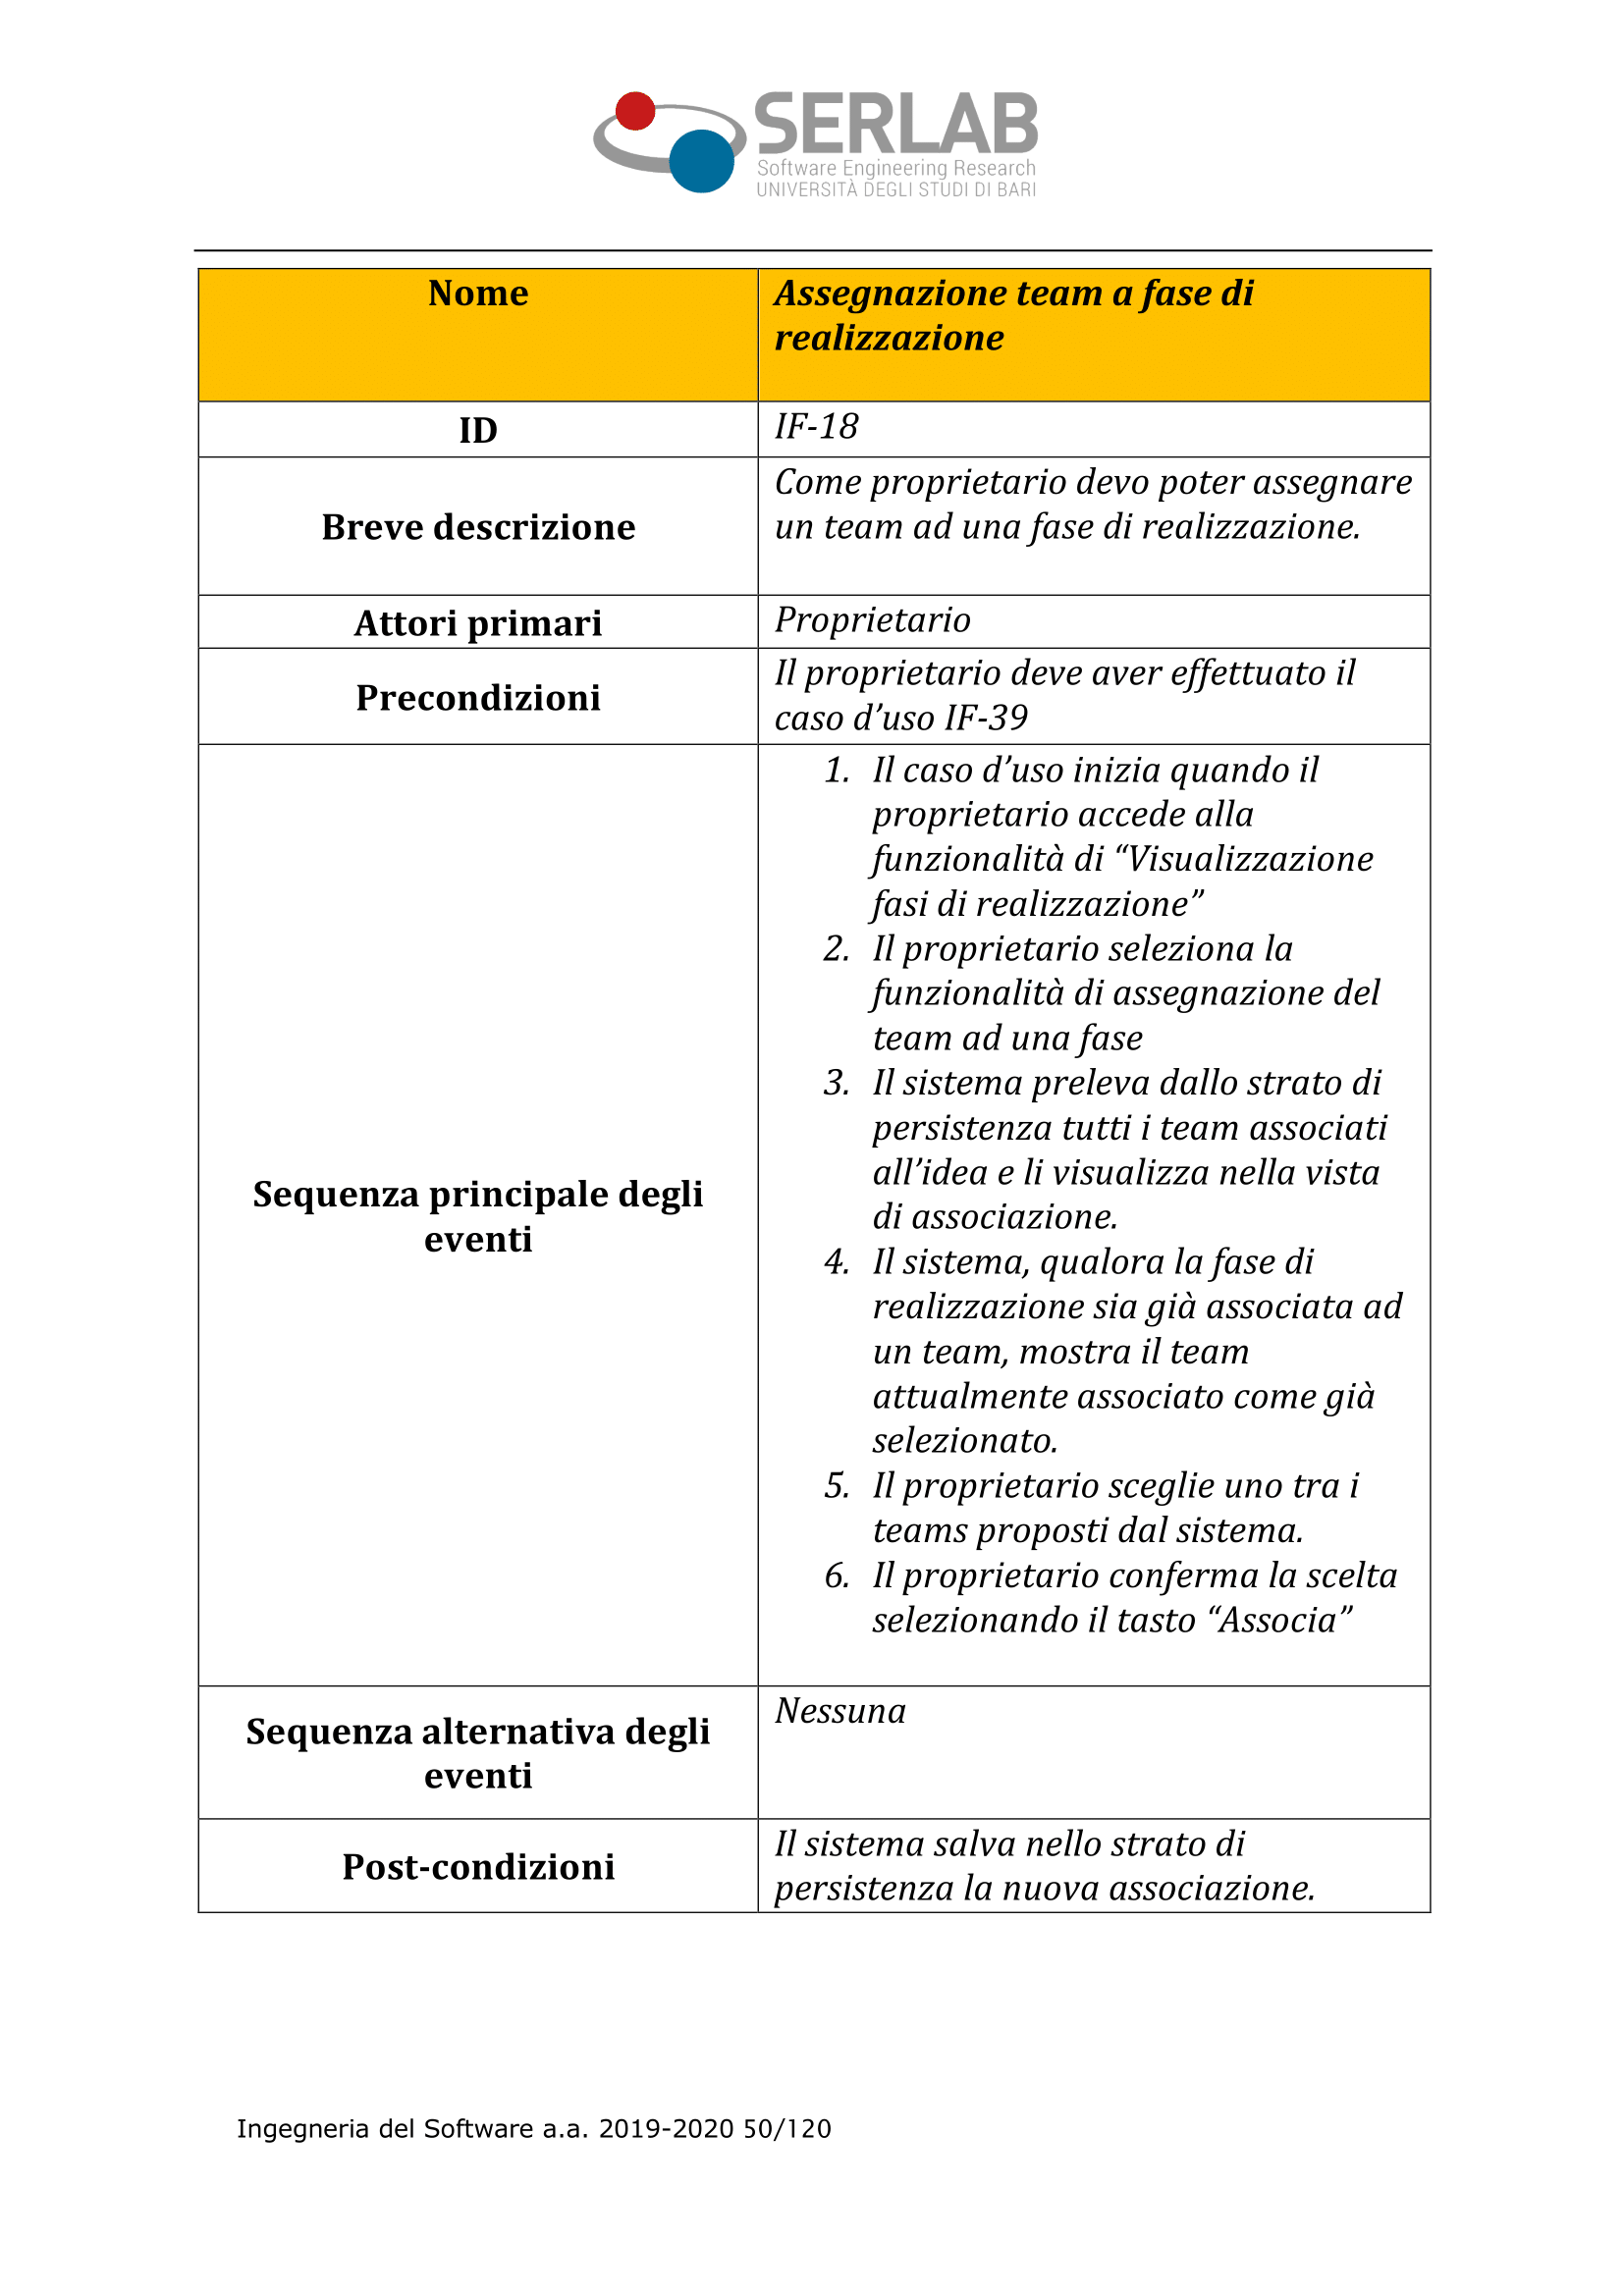 SERLAB
Software Engineering Research
UNIVERSITÀ DEGLI STUDI DI BARI
Nome
Assegnazione team a fase di
realizzazione
ID
IF-18
Breve descrizione
Come proprietario devo poter assegnare
un team ad una fase di realizzazione.
Attori primari
Proprietario
Precondizioni
Il proprietario deve aver effettuato il
caso d’uso IF-39
Sequenza principale degli
eventi
1. Il caso d’uso inizia quando il
proprietario accede alla
funzionalità di “Visualizzazione
fasi di realizzazione”
2. Il proprietario seleziona la
funzionalità di assegnazione del
team ad una fase
3. Il sistema preleva dallo strato di
persistenza tutti i team associati
all’idea e li visualizza nella vista
di associazione.
4. Il sistema, qualora la fase di
realizzazione sia già associata ad
un team, mostra il team
attualmente associato come già
selezionato.
5. Il proprietario sceglie uno tra i
teams proposti dal sistema.
6. Il proprietario conferma la scelta
selezionando il tasto “Associa”
Sequenza alternativa degli
eventi
Nessuna
Post-condizioni
Il sistema salva nello strato di
persistenza la nuova associazione.
Ingegneria del Software a.a. 2019-2020 50/120